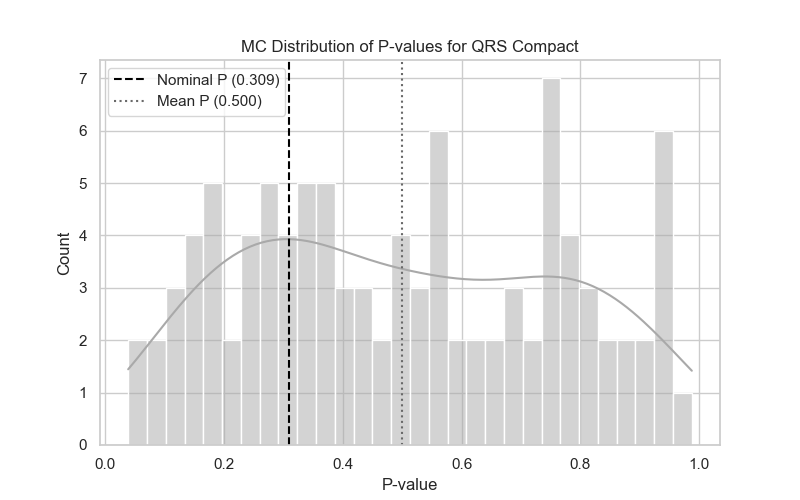 MC Distribution of P-values for QRS Compact
Nominal P (0.309)
Mean P (0.500)
7
6
5
4
3
2
1
0
Count
0.0 0.2 0.4 0.6 0.8 1.0
P-value